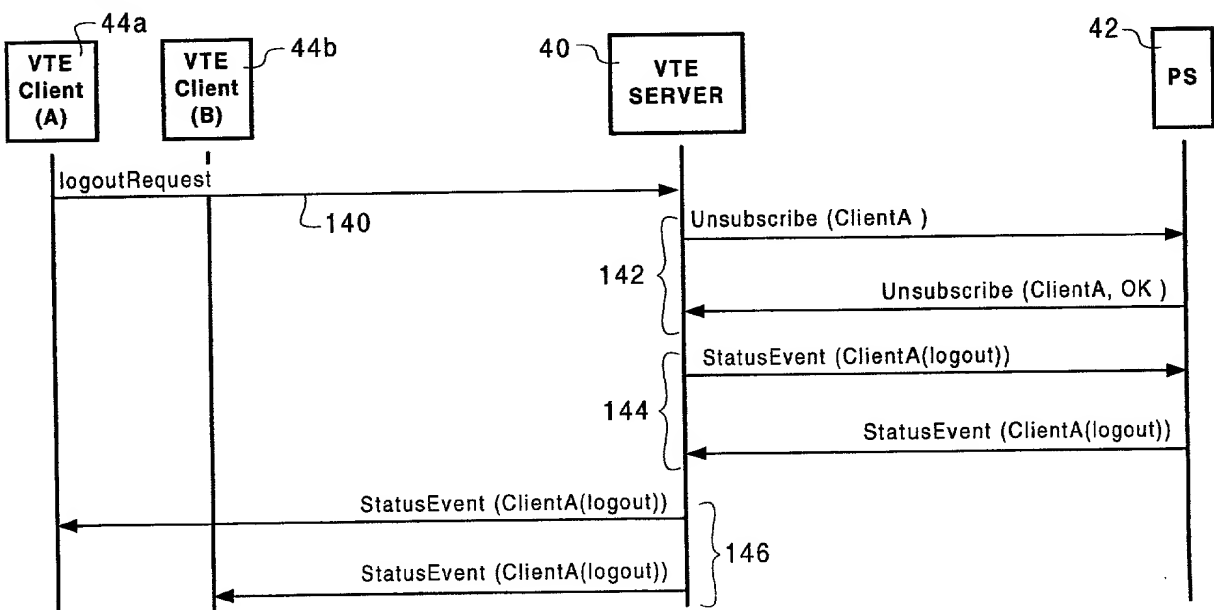 44a
44b
40
42
VTE
Client
(A)
VTE
Client
(B)
VTE
SERVER
PS
logoutRequest
140
Unsubscribe (ClientA )
142
Unsubscribe (ClientA, OK )
StatusEvent (ClientA(logout))
144
StatusEvent (ClientA(logout))
StatusEvent (ClientA(logout))
146
StatusEvent (ClientA(logout))